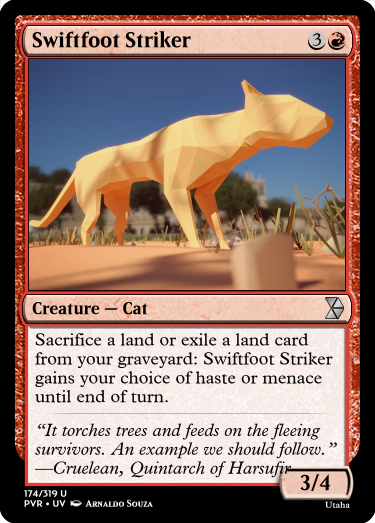 Swiftfoot Striker
3
Creature — Cat
Sacrifice a land or exile a land card
from your graveyard: Swiftfoot Striker
gains your choice of haste or menace
until end of turn.
“It torches trees and feeds on the fleeing
survivors. An example we should follow.”
—Cruelean, Quintarch of Harsufir
3/4
174/319 U
PVR • UV Arnaldo Souza
Utaha